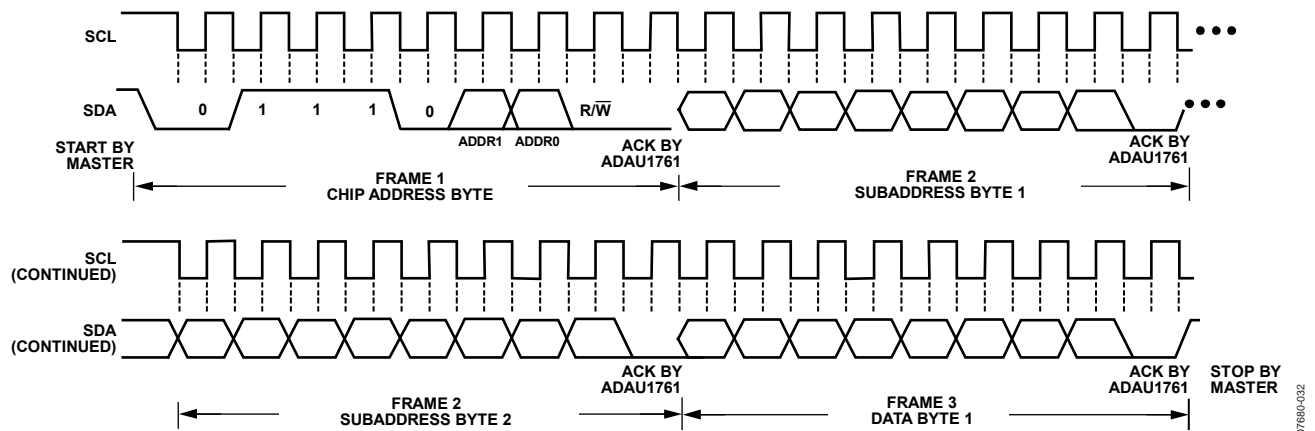 SCL
SDA
0 1 1 1 0 R/W̅
ADDR1 ADDR0
START BY
MASTER
ACK BY
ADAU1761
ACK BY
ADAU1761
FRAME 1
CHIP ADDRESS BYTE
FRAME 2
SUBADDRESS BYTE 1
SCL
(CONTINUED)
SDA
(CONTINUED)
ACK BY
ADAU1761
ACK BY
ADAU1761
STOP BY
MASTER
FRAME 2
SUBADDRESS BYTE 2
FRAME 3
DATA BYTE 1
07680-032